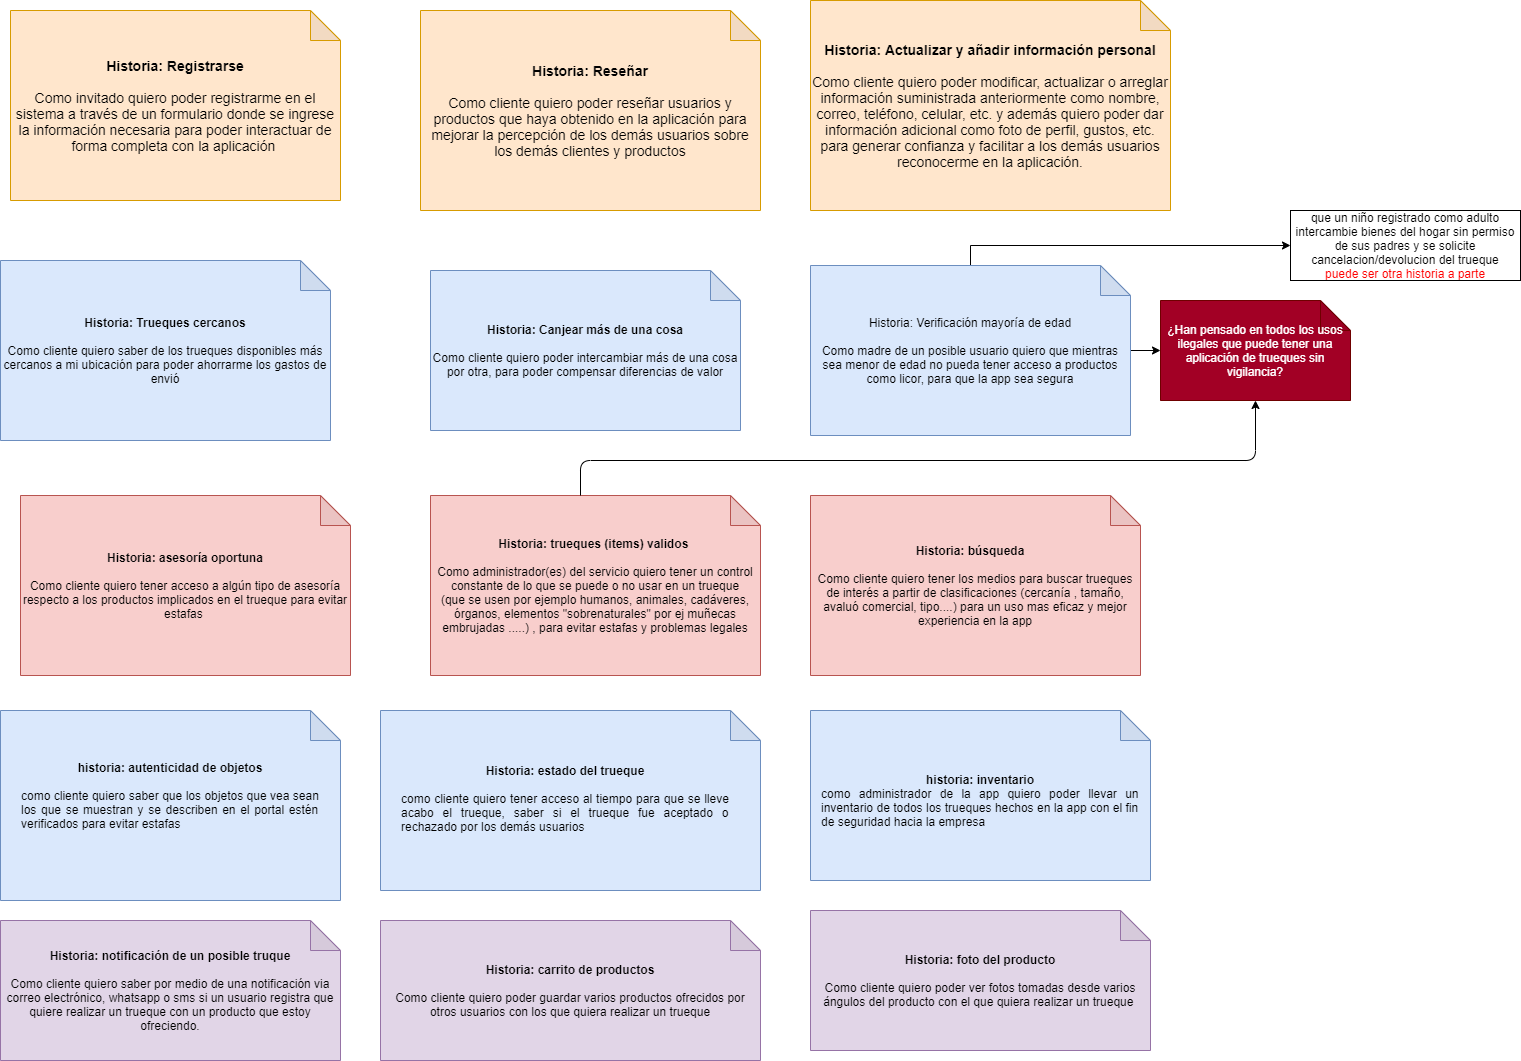 Historia: Registrarse
Como invitado quiero poder registrarme en el
sistema a través de un formulario donde se ingrese
la información necesaria para poder interactuar de
forma completa con la aplicación
Historia: Reseñar
Como cliente quiero poder reseñar usuarios y
productos que haya obtenido en la aplicación para
mejorar la percepción de los demás usuarios sobre
los demás clientes y productos
Historia: Actualizar y añadir información personal
Como cliente quiero poder modificar, actualizar o arreglar
información suministrada anteriormente como nombre,
correo, teléfono, celular, etc. y además quiero poder dar
información adicional como foto de perfil, gustos, etc.
para generar confianza y facilitar a los demás usuarios
reconocerme en la aplicación.
que un niño registrado como adulto
intercambie bienes del hogar sin permiso
de sus padres y se solicite
cancelacion/devolucion del trueque
puede ser otra historia a parte
Historia: Trueques cercanos
Como cliente quiero saber de los trueques disponibles más
cercanos a mi ubicación para poder ahorrarme los gastos de
envió
Historia: Canjear más de una cosa
Como cliente quiero poder intercambiar más de una cosa
por otra, para poder compensar diferencias de valor
Historia: Verificación mayoría de edad
Como madre de un posible usuario quiero que mientras
sea menor de edad no pueda tener acceso a productos
como licor, para que la app sea segura
¿Han pensado en todos los usos
ilegales que puede tener una
aplicación de trueques sin
vigilancia?
Historia: asesoría oportuna
Como cliente quiero tener acceso a algún tipo de asesoría
respecto a los productos implicados en el trueque para evitar
estafas
Historia: trueques (items) validos
Como administrador(es) del servicio quiero tener un control
constante de lo que se puede o no usar en un trueque
(que se usen por ejemplo humanos, animales, cadáveres,
órganos, elementos "sobrenaturales" por ej muñecas
embrujadas .....) , para evitar estafas y problemas legales
Historia: búsqueda
Como cliente quiero tener los medios para buscar trueques
de interés a partir de clasificaciones (cercanía , tamaño,
avaluó comercial, tipo....) para un uso mas eficaz y mejor
experiencia en la app
historia: autenticidad de objetos
como cliente quiero saber que los objetos que vea sean
los que se muestran y se describen en el portal estén
verificados para evitar estafas
Historia: estado del trueque
como cliente quiero tener acceso al tiempo para que se lleve
acabo el trueque, saber si el trueque fue aceptado o
rechazado por los demás usuarios
historia: inventario
como administrador de la app quiero poder llevar un
inventario de todos los trueques hechos en la app con el fin
de seguridad hacia la empresa
Historia: notificación de un posible truque
Como cliente quiero saber por medio de una notificación via
correo electrónico, whatsapp o sms si un usuario registra que
quiere realizar un trueque con un producto que estoy
ofreciendo.
Historia: carrito de productos
Como cliente quiero poder guardar varios productos ofrecidos por
otros usuarios con los que quiera realizar un trueque
Historia: foto del producto
Como cliente quiero poder ver fotos tomadas desde varios
ángulos del producto con el que quiera realizar un trueque